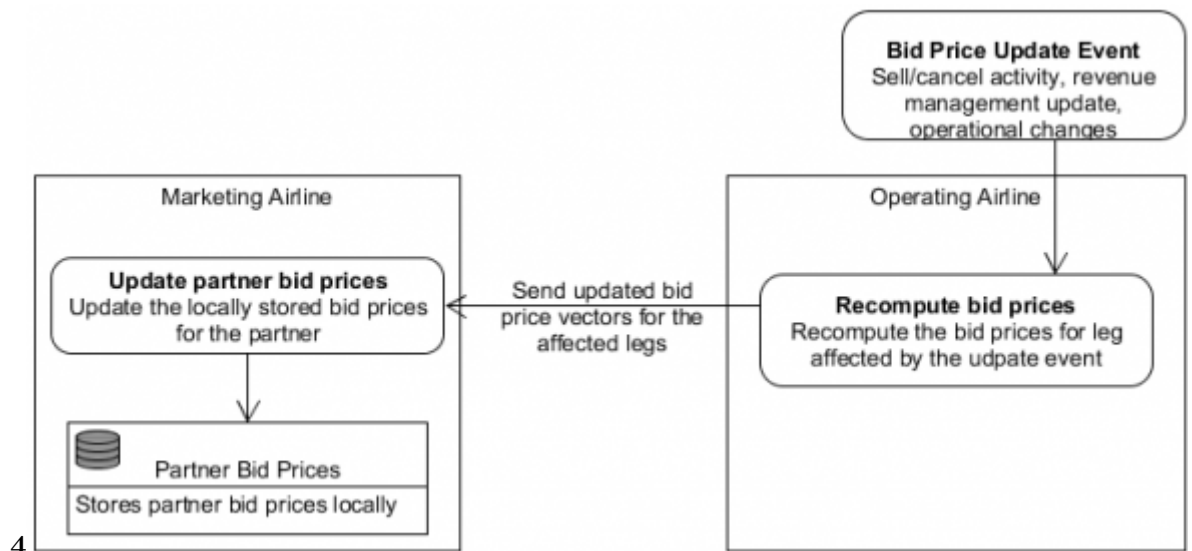 Bid Price Update Event
Sell/cancel activity, revenue
management update,
operational changes
Marketing Airline
Operating Airline
Update partner bid prices
Update the locally stored bid prices
for the partner
Send updated bid
price vectors for the
affected legs
Recompute bid prices
Recompute the bid prices for leg
affected by the udpate event
Partner Bid Prices
Stores partner bid prices locally
4